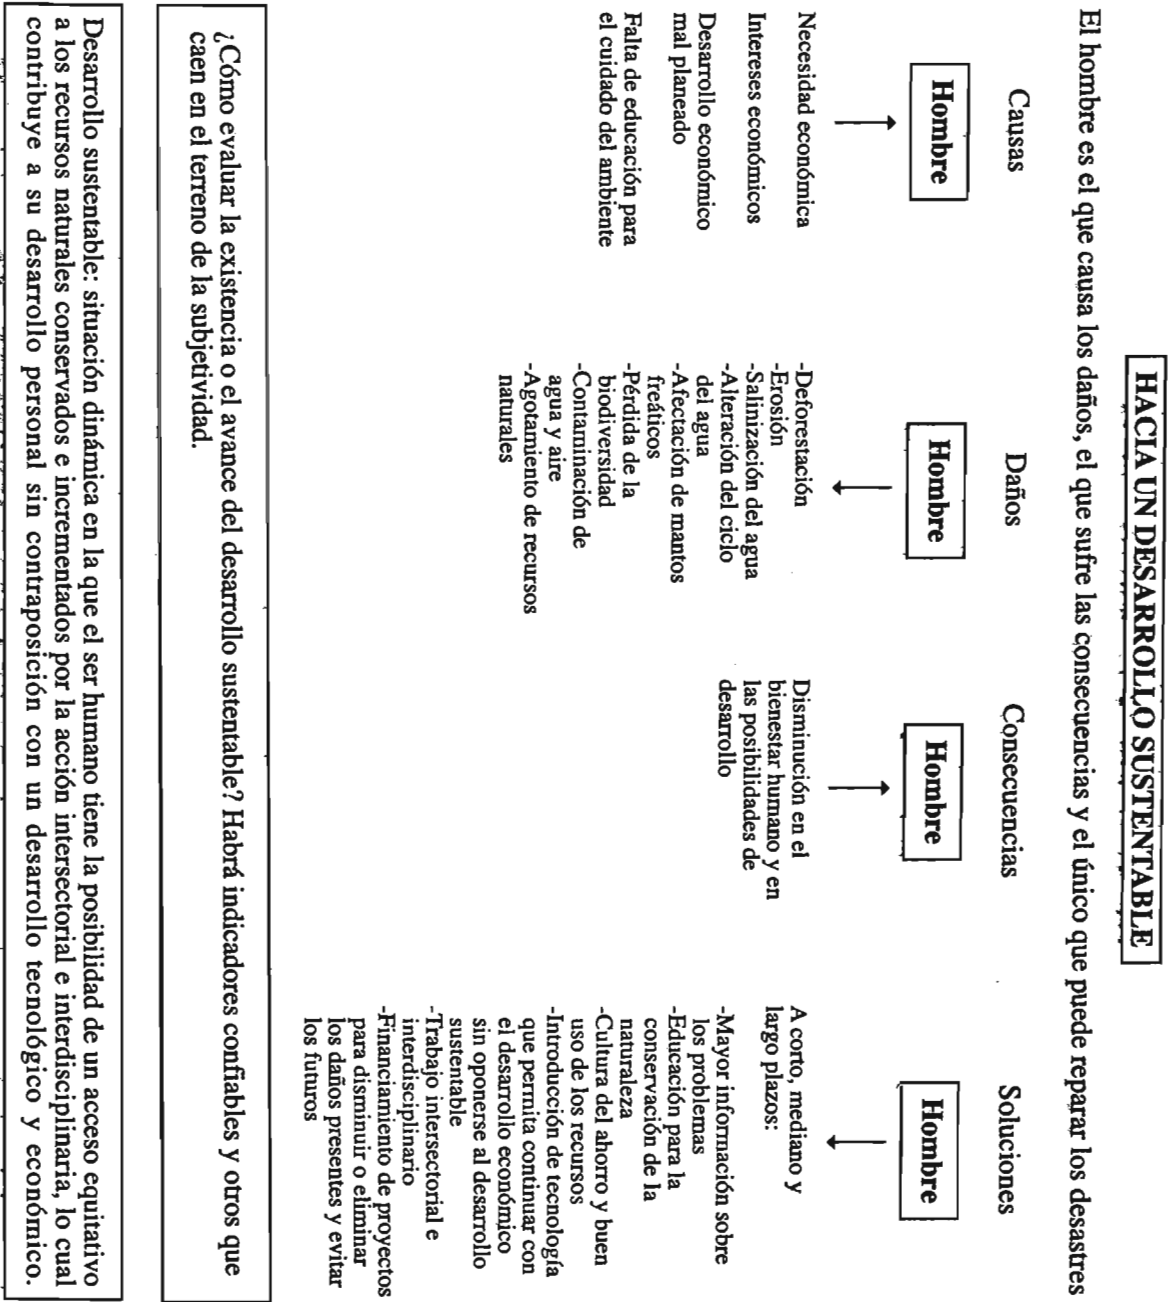 HACIA UN DESARROLLO SUSTENTABLE
El hombre es el que causa los daños, el que sufre las consecuencias y el único que puede reparar los desastres
Causas
Hombre
Necesidad económica
Intereses económicos
Desarrollo económico
mal planeado
Falta de educación para
el cuidado del ambiente
Daños
Hombre
-Deforestación
-Erosión
-Salinización del agua
-Alteración del ciclo
del agua
-Afectación de mantos
freáticos
-Pérdida de la
biodiversidad
-Contaminación de
agua y aire
-Agotamiento de recursos
naturales
Consecuencias
Hombre
Disminución en el
bienestar humano y en
las posibilidades de
desarrollo
Soluciones
Hombre
A corto, mediano y
largo plazos:
-Mayor información sobre
los problemas
-Educación para la
conservación de la
naturaleza
-Cultura del ahorro y buen
uso de los recursos
-Introducción de tecnología
que permita continuar con
el desarrollo económico
sin oponerse al desarrollo
sustentable
-Trabajo intersectorial e
interdisciplinario
-Financiamiento de proyectos
para disminuir o eliminar
los daños presentes y evitar
los futuros
¿Cómo evaluar la existencia o el avance del desarrollo sustentable? Habrá indicadores confiables y otros que
caen en el terreno de la subjetividad.
Desarrollo sustentable: situación dinámica en la que el ser humano tiene la posibilidad de un acceso equitativo
a los recursos naturales conservados e incrementados por la acción intersectorial e interdisciplinaria, lo cual
contribuye a su desarrollo personal sin contraposición con un desarrollo tecnológico y económico.